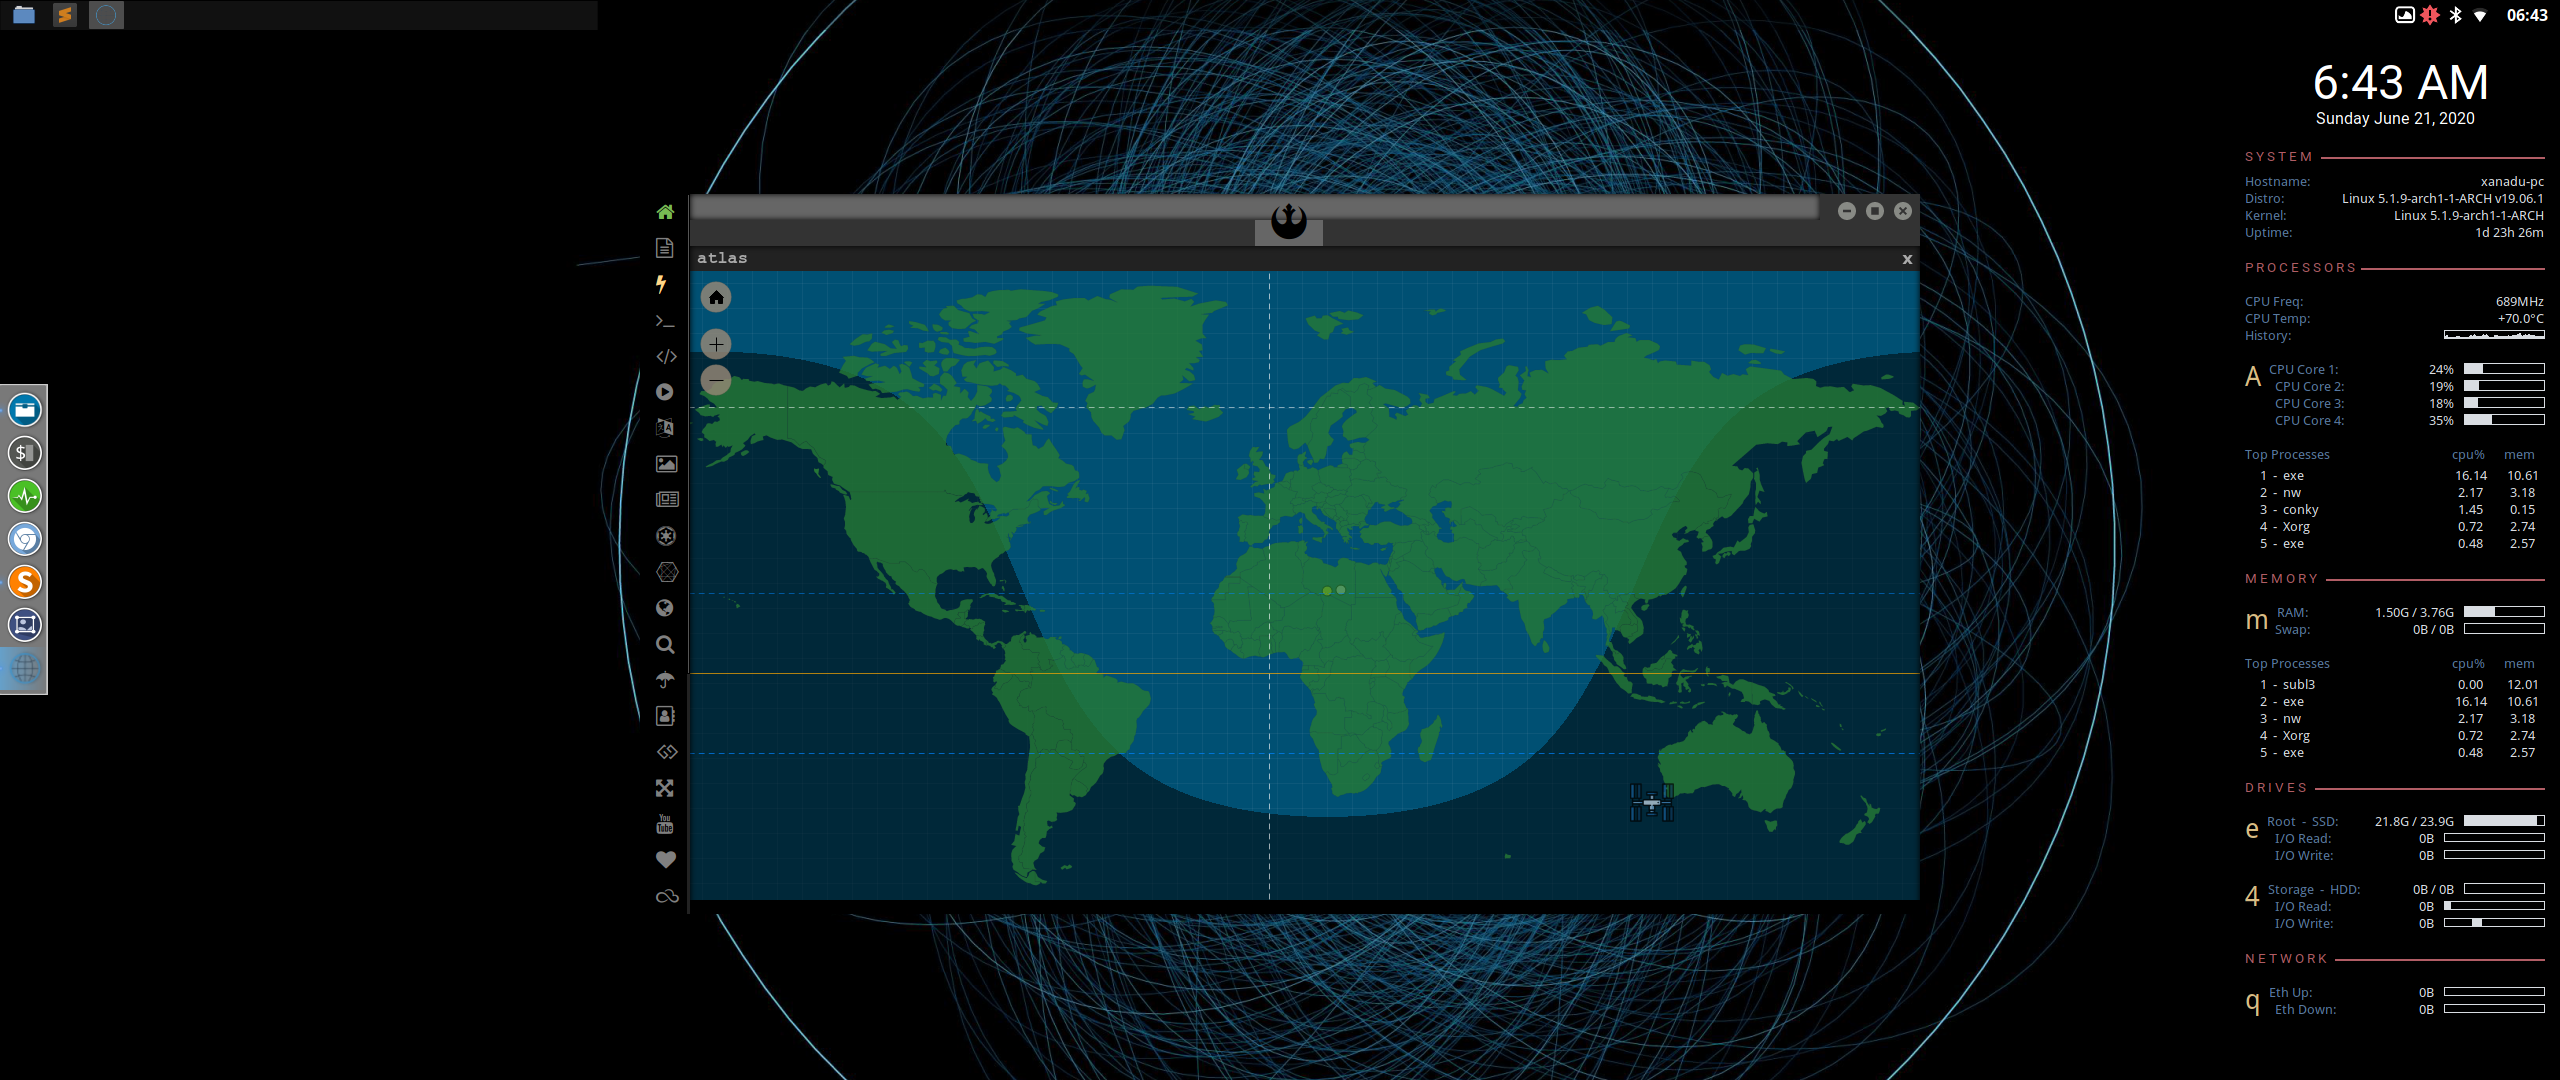 06:43
6:43 AM
Sunday June 21, 2020
SYSTEM
Hostname: xanadu-pc
Distro: Linux 5.1.9-arch1-1-ARCH v19.06.1
Kernel: Linux 5.1.9-arch1-1-ARCH
Uptime: 1d 23h 26m
PROCESSORS
CPU Freq: 689MHz
CPU Temp: +70.0°C
History:
A CPU Core 1: 24%
CPU Core 2: 19%
CPU Core 3: 18%
CPU Core 4: 35%
Top Processes cpu% mem
1 - exe 16.14 10.61
2 - nw 2.17 3.18
3 - conky 1.45 0.15
4 - Xorg 0.72 2.74
5 - exe 0.48 2.57
MEMORY
m RAM: 1.50G / 3.76G
Swap: 0B / 0B
Top Processes cpu% mem
1 - subl3 0.00 12.01
2 - exe 16.14 10.61
3 - nw 2.17 3.18
4 - Xorg 0.72 2.74
5 - exe 0.48 2.57
DRIVES
e Root - SSD: 21.8G / 23.9G
I/O Read: 0B
I/O Write: 0B
4 Storage - HDD: 0B / 0B
I/O Read: 0B
I/O Write: 0B
NETWORK
q Eth Up: 0B
Eth Down: 0B
atlas x
You
Tube
$
S